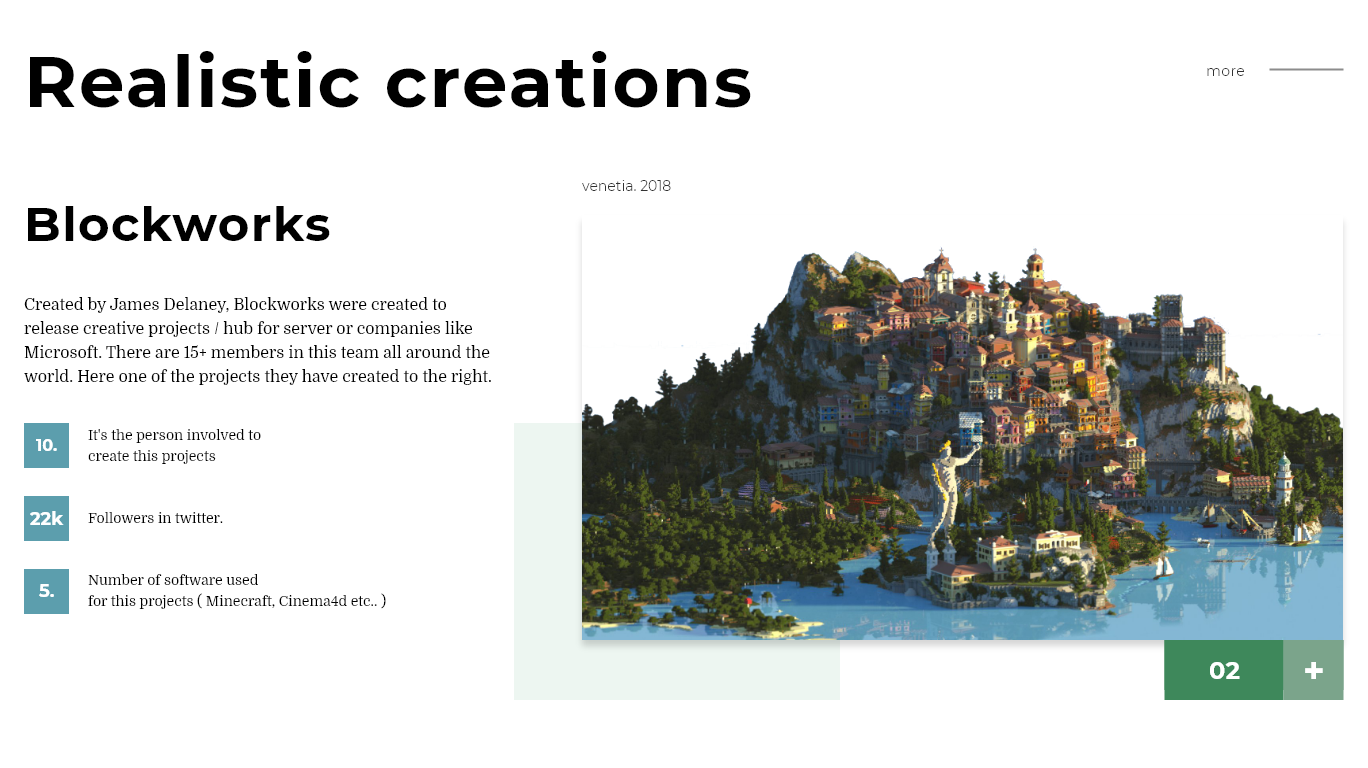 Realistic creations
more
venetia. 2018
Blockworks
Created by James Delaney, Blockworks were created to
release creative projects / hub for server or companies like
Microsoft. There are 15+ members in this team all around the
world. Here one of the projects they have created to the right.
10.
It's the person involved to
create this projects
22k
Followers in twitter.
5.
Number of software used
for this projects ( Minecraft, Cinema4d etc.. )
02
+